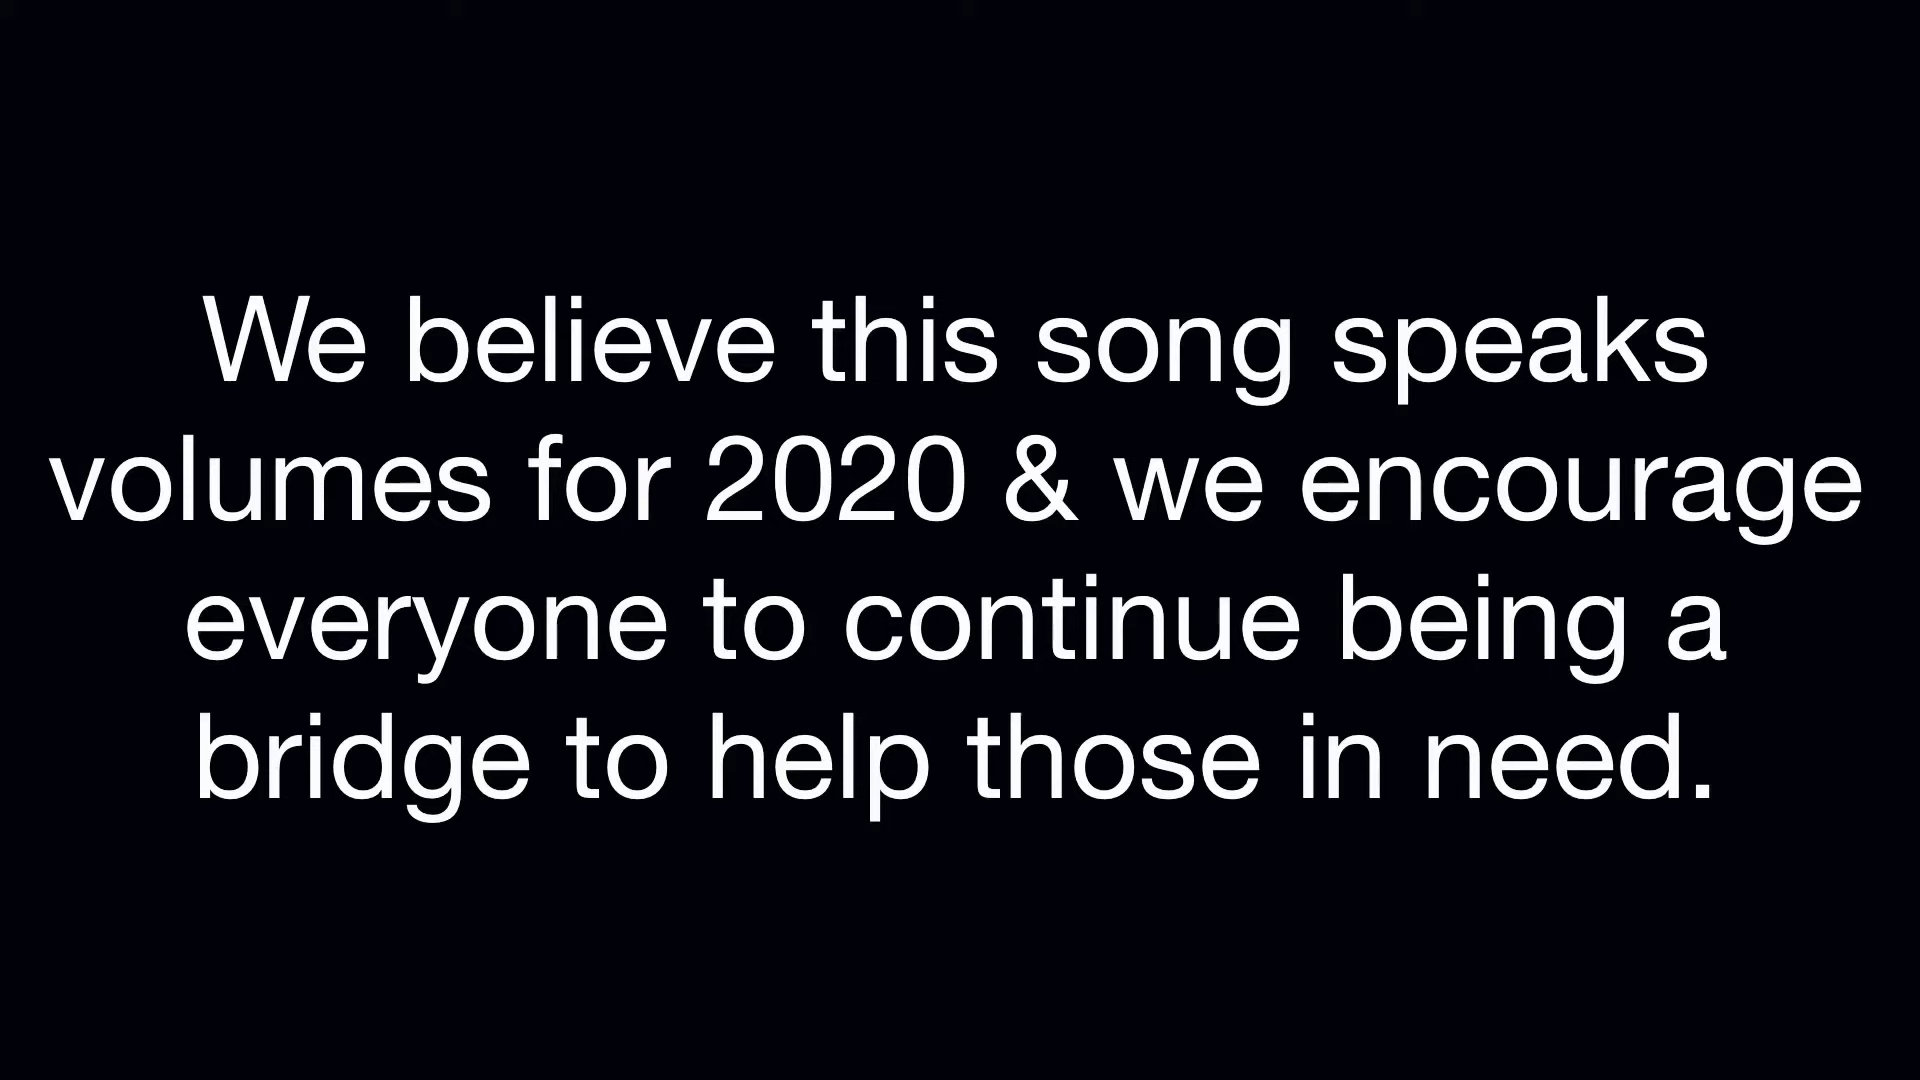 We believe this song speaks
volumes for 2020 & we encourage
everyone to continue being a
bridge to help those in need.